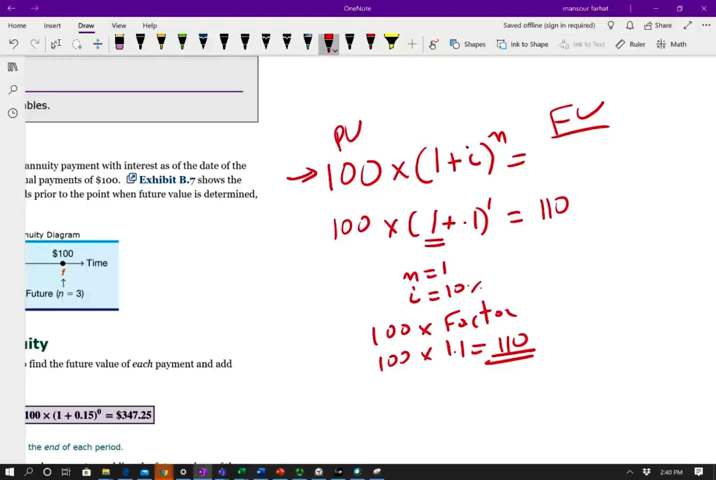 OneNote
mansour farhat
Home Insert Draw View Help
Saved offline (sign in required)
Share
Shapes Ink to Shape Ink to Text Ruler Math
ables.
annuity payment with interest as of the date of the
ual payments of $100. Exhibit B.7 shows the
ds prior to the point when future value is determined,
nuity Diagram
$100
Time
f
Future (n = 3)
uity
o find the future value of each payment and add
100 × (1 + 0.15)⁰ = $347.25
the end of each period.
PV
FV
100 × (1+i)ⁿ =
100 × (1+.1)¹ = 110
n=1
i=10%
100 × Factor
100 × 1.1 = 110
2:40 PM